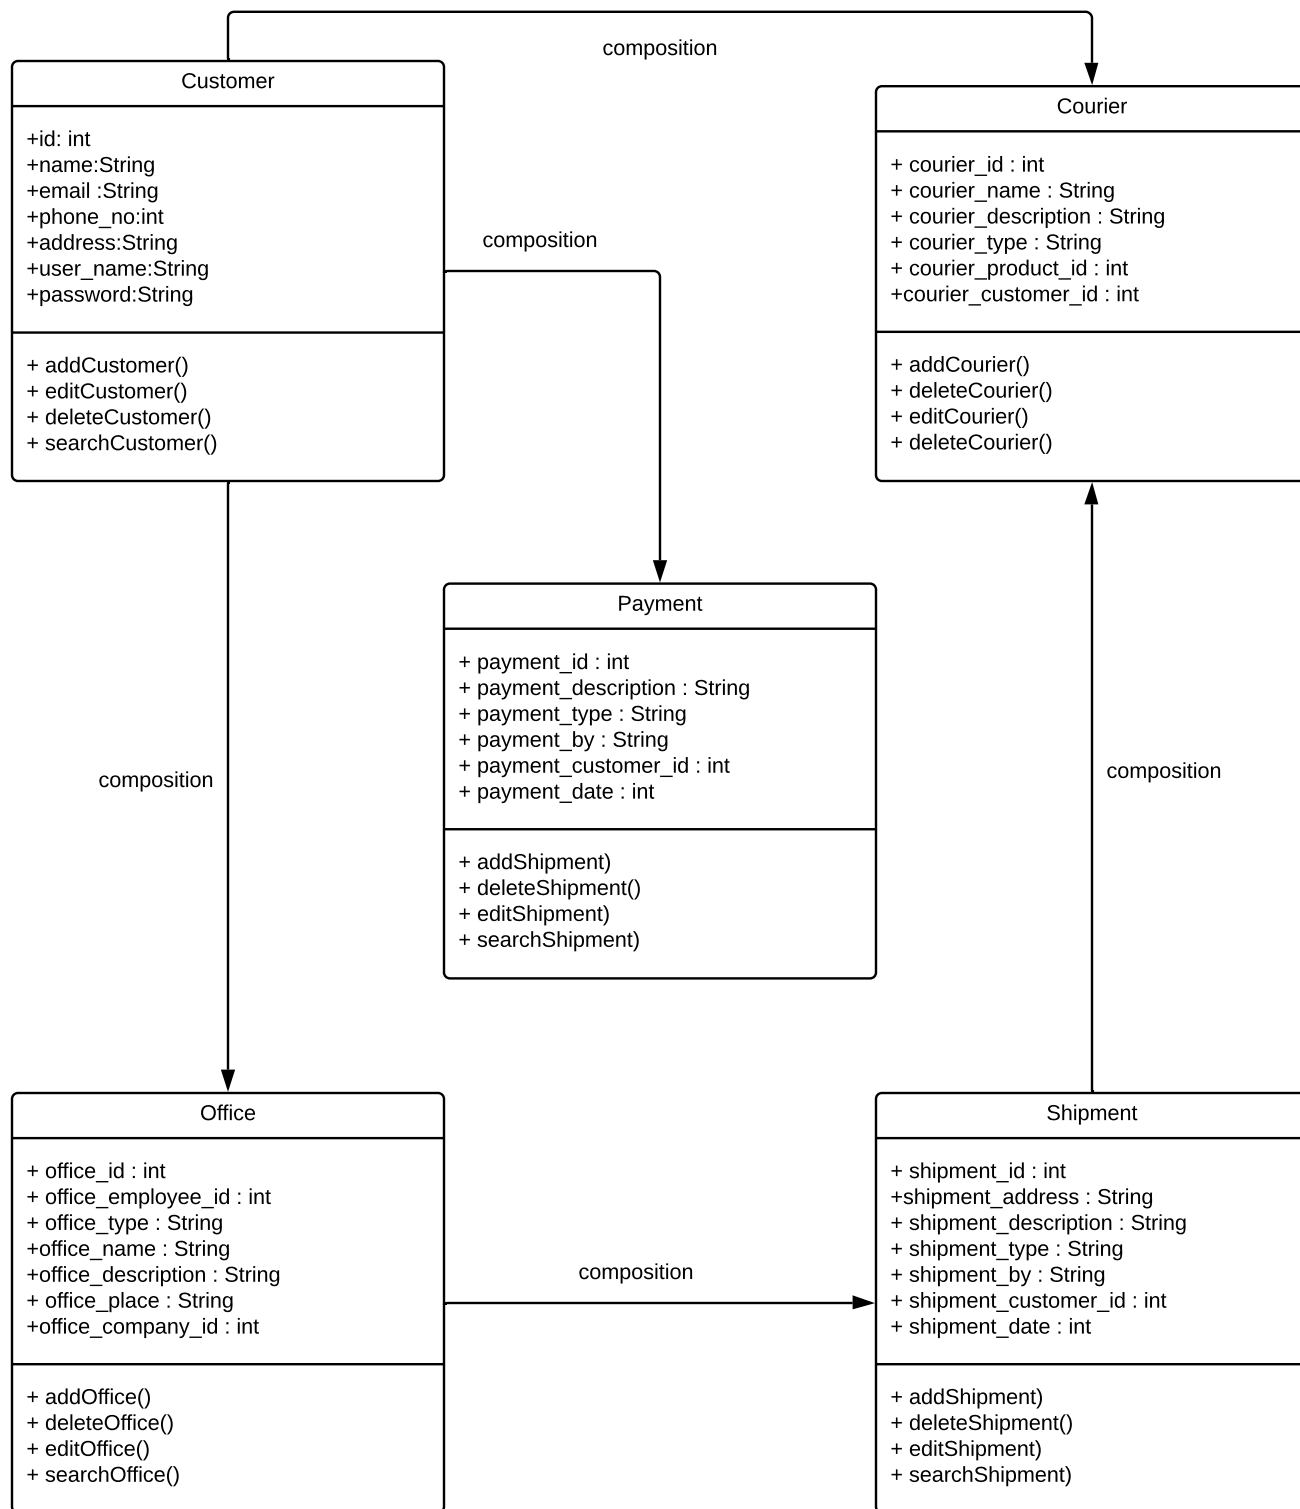 composition
Customer
+id: int
+name:String
+email :String
+phone_no:int
+address:String
+user_name:String
+password:String
+ addCustomer()
+ editCustomer()
+ deleteCustomer()
+ searchCustomer()
Courier
+ courier_id : int
+ courier_name : String
+ courier_description : String
+ courier_type : String
+ courier_product_id : int
+courier_customer_id : int
+ addCourier()
+ deleteCourier()
+ editCourier()
+ deleteCourier()
composition
Payment
+ payment_id : int
+ payment_description : String
+ payment_type : String
+ payment_by : String
+ payment_customer_id : int
+ payment_date : int
+ addShipment)
+ deleteShipment()
+ editShipment)
+ searchShipment)
composition
composition
Office
+ office_id : int
+ office_employee_id : int
+ office_type : String
+office_name : String
+office_description : String
+ office_place : String
+office_company_id : int
+ addOffice()
+ deleteOffice()
+ editOffice()
+ searchOffice()
composition
Shipment
+ shipment_id : int
+shipment_address : String
+ shipment_description : String
+ shipment_type : String
+ shipment_by : String
+ shipment_customer_id : int
+ shipment_date : int
+ addShipment)
+ deleteShipment()
+ editShipment)
+ searchShipment)